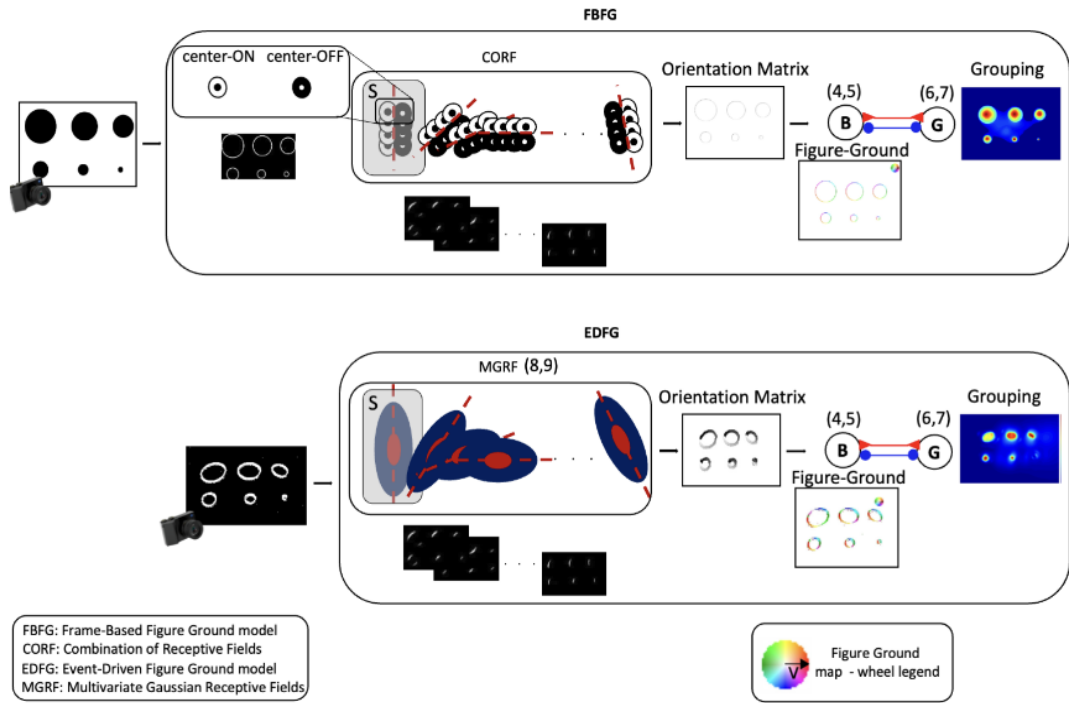 FBFG
center-ON center-OFF
CORF
S
Orientation Matrix
(4,5) (6,7)
B G
Grouping
Figure-Ground
EDFG
MGRF (8,9)
S
Orientation Matrix
(4,5) (6,7)
B G
Grouping
Figure-Ground
FBFG: Frame-Based Figure Ground model
CORF: Combination of Receptive Fields
EDFG: Event-Driven Figure Ground model
MGRF: Multivariate Gaussian Receptive Fields
V
Figure Ground
map - wheel legend